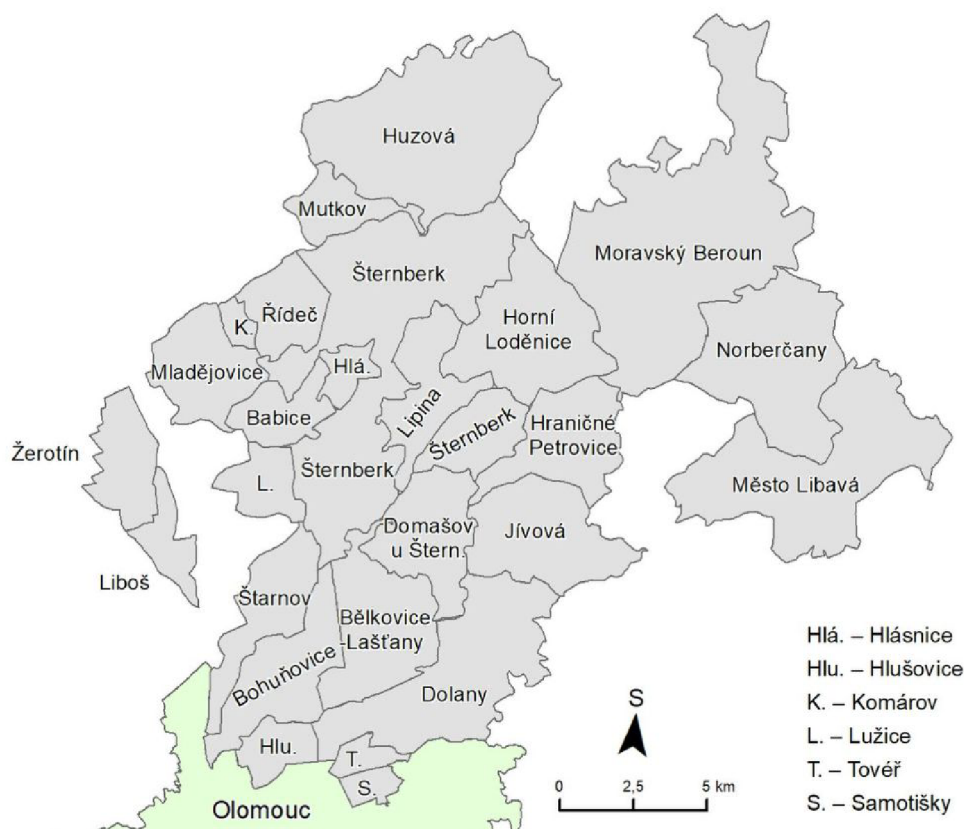 Huzová
Mutkov
Moravský Beroun
Šternberk
Řídeč
K.
Horní
Loděnice
Norberčany
Hlá.
Mladějovice
Lipina
Babice
Šternberk
Hraničné
Petrovice
Žerotín
Šternberk
L.
Město Libavá
Domašov
u Štern.
Jívová
Liboš
Štarnov
Bělkovice
-Lašťany
Bohuňovice
Dolany
Hlu.
T.
S.
Olomouc
S
0 2,5 5 km
Hlá. – Hlásnice
Hlu. – Hlušovice
K. – Komárov
L. – Lužice
T. – Tovéř
S. – Samotišky